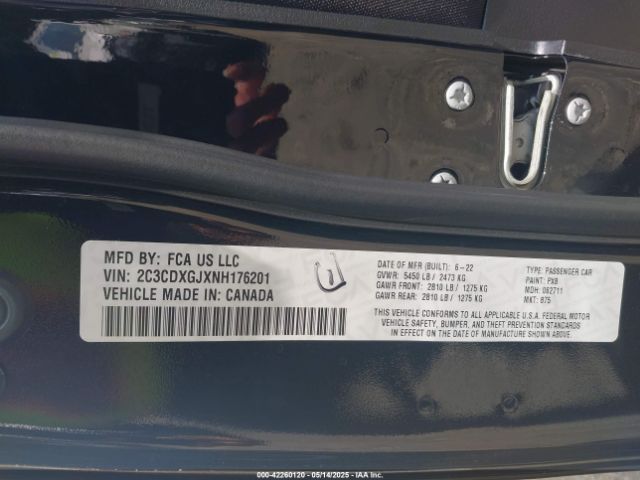 MFD BY: FCA US LLC
VIN: 2C3CDXGJXNH176201
VEHICLE MADE IN: CANADA
DATE OF MFR (BUILT): 6-22
GVWR: 5450 LB / 2473 KG
GAWR FRONT: 2810 LB / 1275 KG
GAWR REAR: 2810 LB / 1275 KG
TYPE: PASSENGER CAR
PAINT: PX8
MDH: 062711
MKT: 875
THIS VEHICLE CONFORMS TO ALL APPLICABLE U.S.A. FEDERAL MOTOR
VEHICLE SAFETY, BUMPER, AND THEFT PREVENTION STANDARDS
IN EFFECT ON THE DATE OF MANUFACTURE SHOWN ABOVE.
000-42260120 - 05/14/2025 - IAAI.COM, INC.